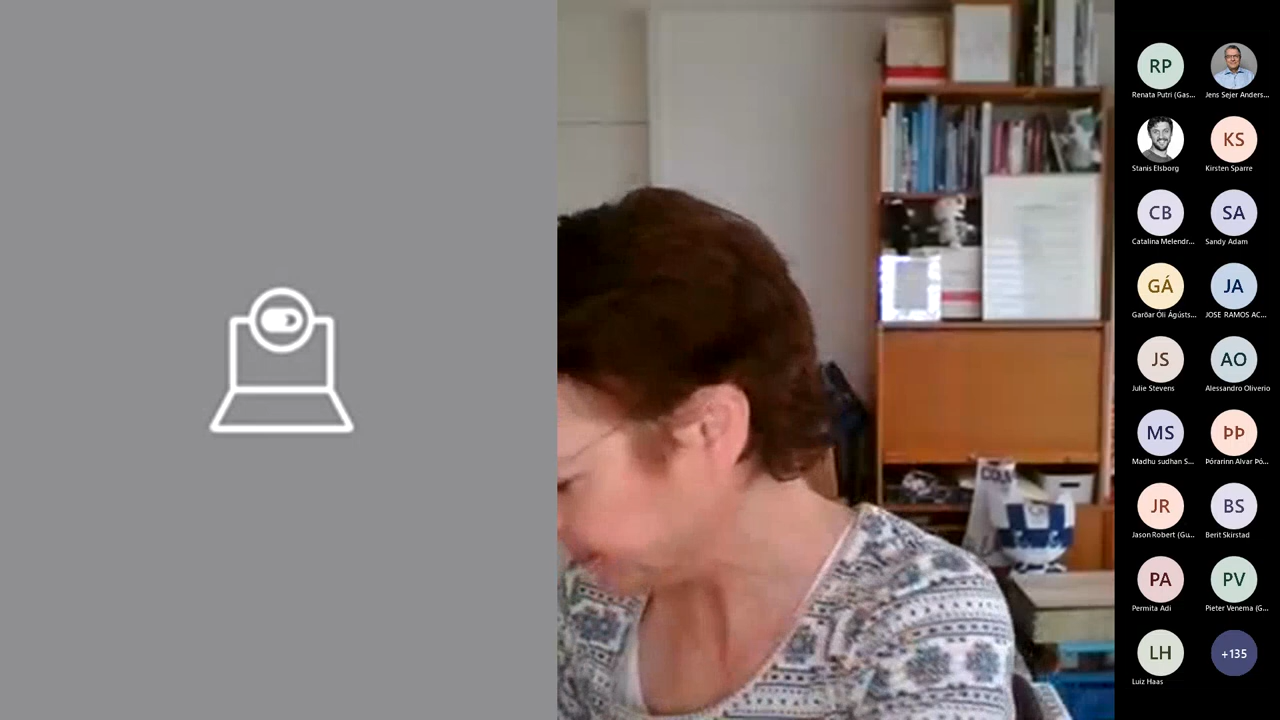 RP
Renata Putri (Gas...
Jens Sejer Anders...
Stanis Elsborg
KS
Kirsten Sparre
CB
Catalina Melendr...
SA
Sandy Adam
GÁ
Garðar Óli Ágústs...
JA
JOSE RAMOS AC...
JS
Julie Stevens
AO
Alessandro Oliverio
MS
Madhu sudhan S...
ÞÞ
Þórarinn Alvar Þó...
JR
Jason Robert (Gu...
BS
Berit Skirstad
PA
Permita Adi
PV
Pieter Venema (G...
LH
Luiz Haas
+135